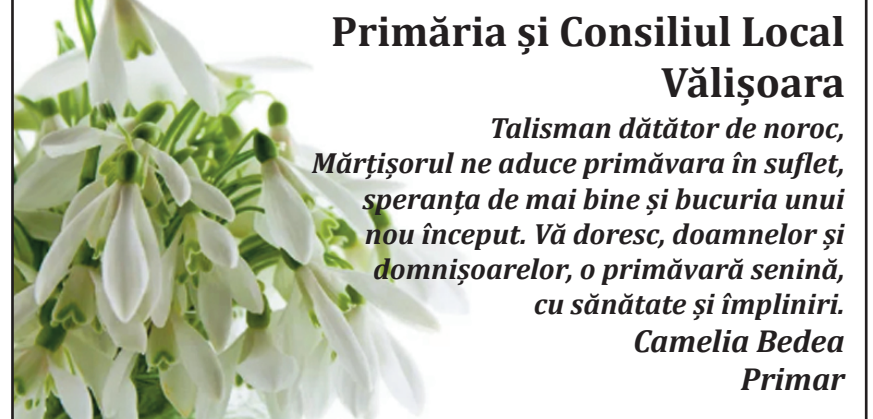 Primăria și Consiliul Local
Vălișoara
Talisman dătător de noroc,
Mărțișorul ne aduce primăvara în suflet,
speranța de mai bine și bucuria unui
nou început. Vă doresc, doamnelor și
domnișoarelor, o primăvară senină,
cu sănătate și împliniri.
Camelia Bedea
Primar